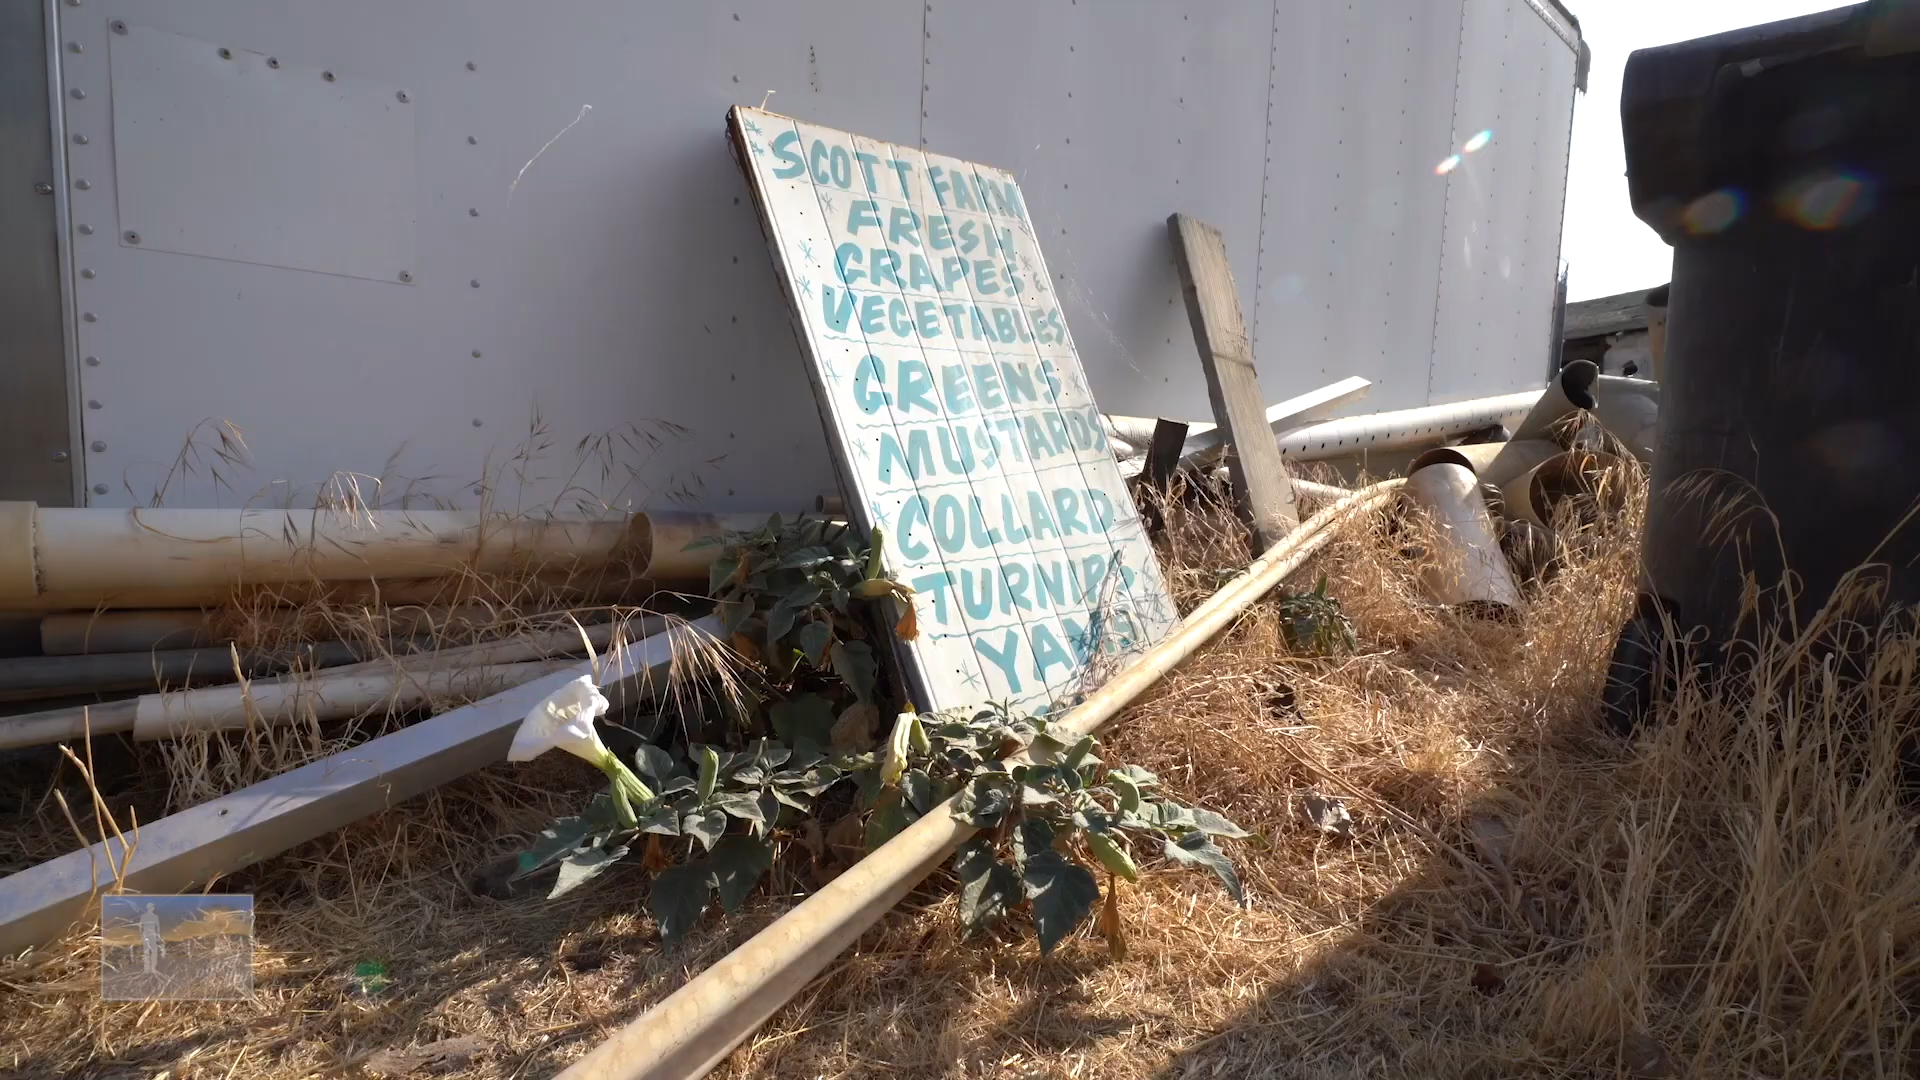 SCOTT FARM
FRESH
GRAPES &
VEGETABLES
GREENS
MUSTARDS
COLLARD
TURNIPS
YAMS